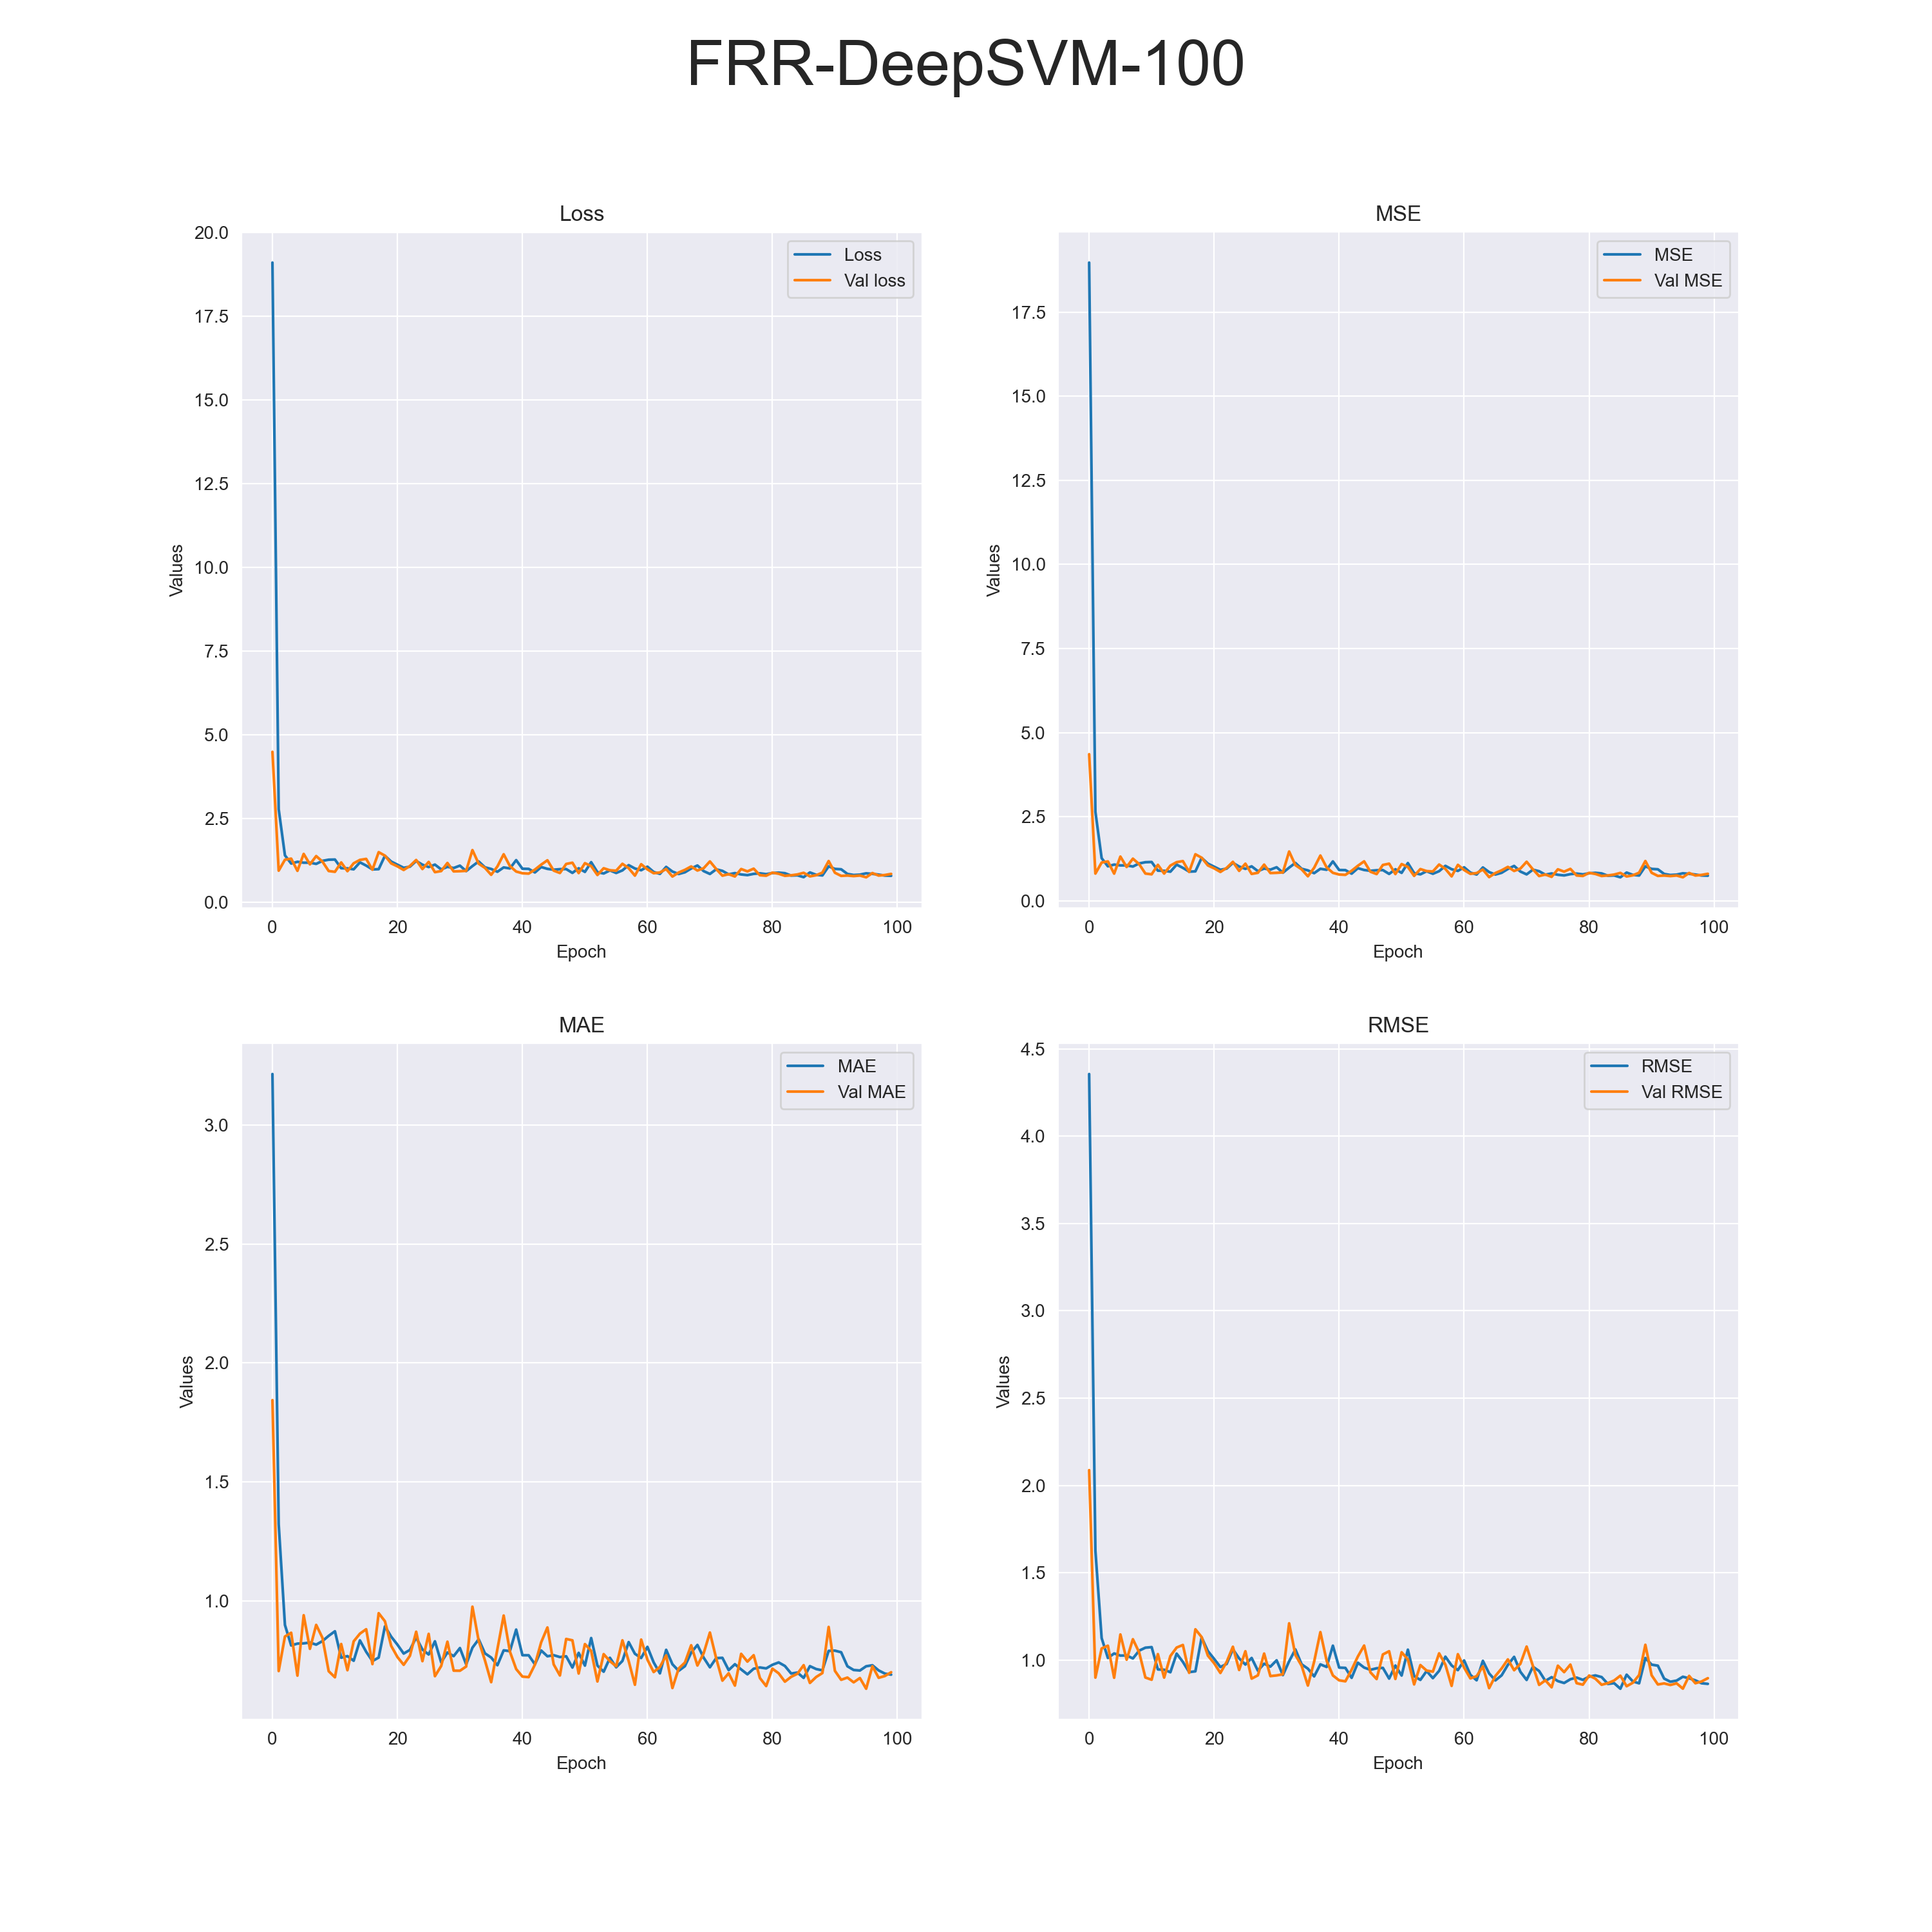 FRR-DeepSVM-100
Loss
20.0
17.5
15.0
12.5
10.0
7.5
5.0
2.5
0.0
Values
Loss
Val loss
0 20 40 60 80 100
Epoch
MSE
17.5
15.0
12.5
10.0
7.5
5.0
2.5
0.0
Values
MSE
Val MSE
0 20 40 60 80 100
Epoch
MAE
3.0
2.5
2.0
1.5
1.0
Values
MAE
Val MAE
0 20 40 60 80 100
Epoch
RMSE
4.5
4.0
3.5
3.0
2.5
2.0
1.5
1.0
Values
RMSE
Val RMSE
0 20 40 60 80 100
Epoch